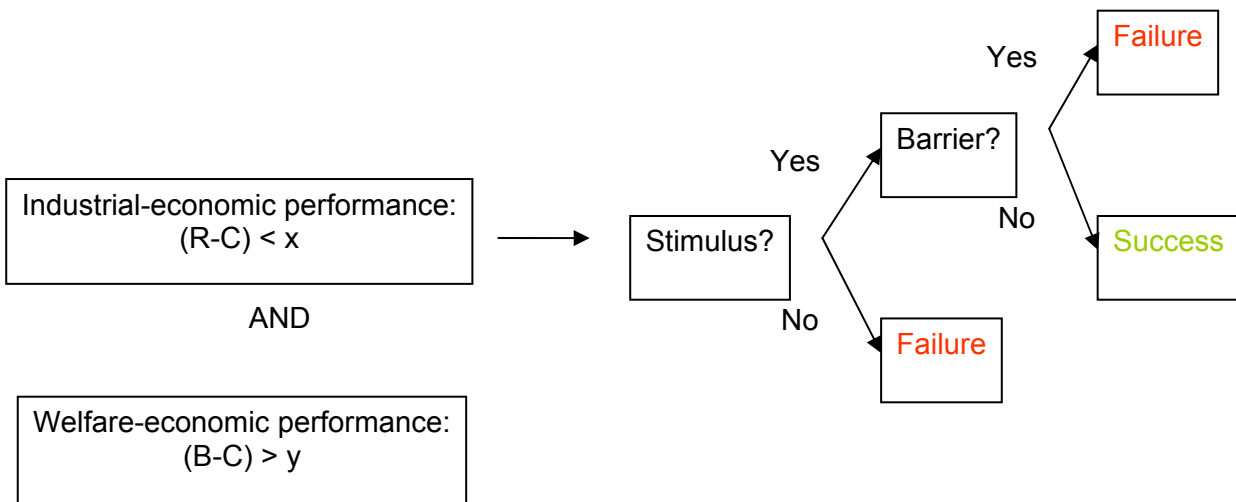 Industrial-economic performance:
(R-C) < x
AND
Welfare-economic performance:
(B-C) > y
Stimulus?
Yes
No
Barrier?
Failure
Yes
No
Failure
Success